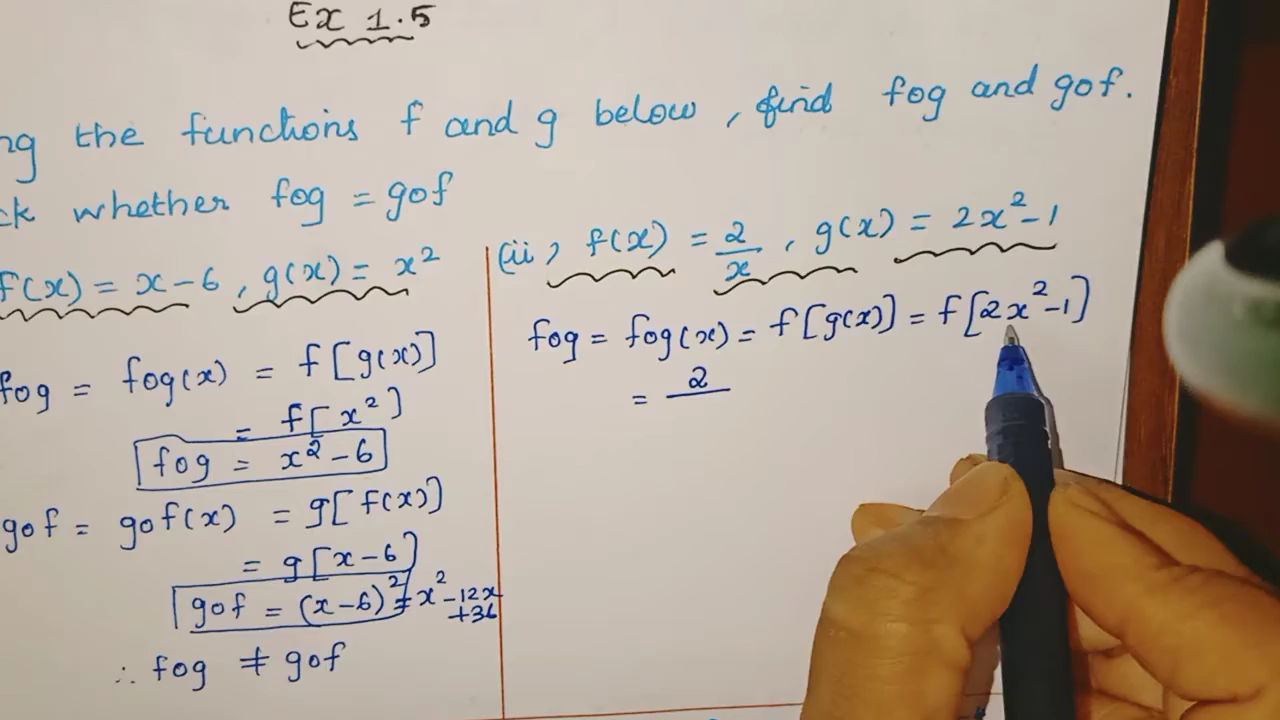 Ex 1.5
ng the functions f and g below, find fog and gof.
ck whether fog = gof
f(x) = x-6, g(x) = x²
fog = fog(x) = f[g(x)]
= f[x²]
fog = x²-6
gof = gof(x) = g[f(x)]
= g[x-6]
gof = (x-6)² = x²-12x
+36
∴ fog ≠ gof
(ii) f(x) = 2/x, g(x) = 2x²-1
fog = fog(x) = f[g(x)] = f[2x²-1]
= 2